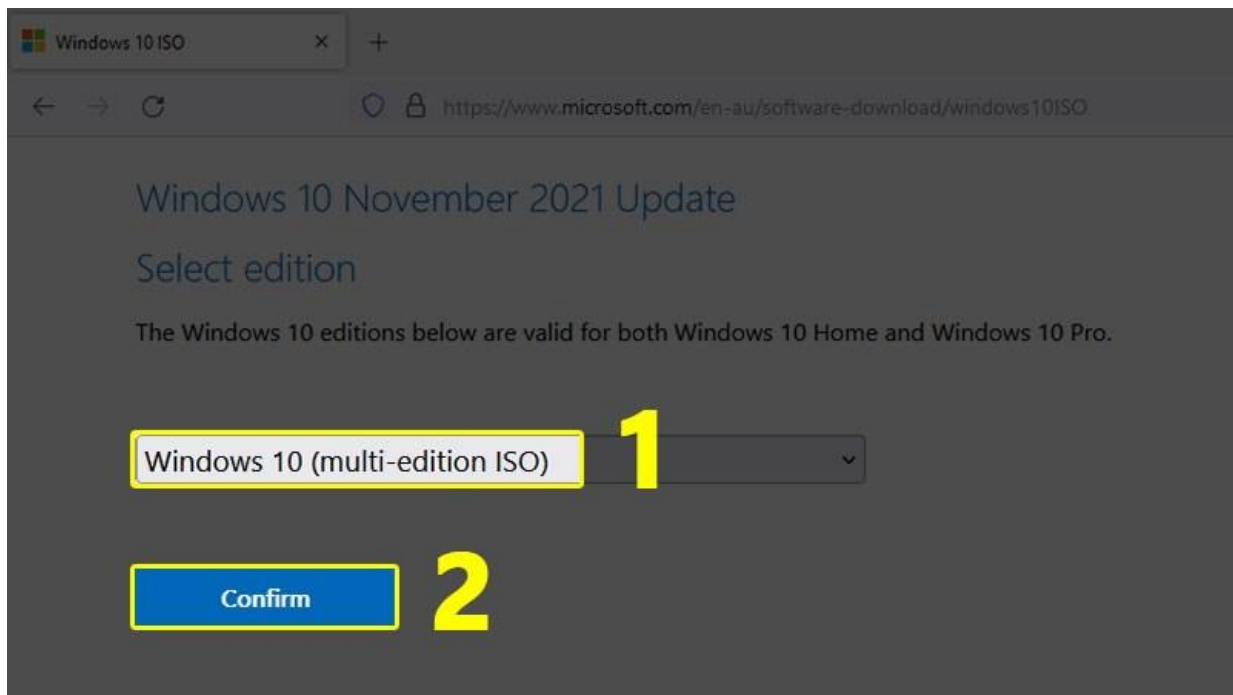 Windows 10 ISO
https://www.microsoft.com/en-au/software-download/windows10ISO
Windows 10 November 2021 Update
Select edition
The Windows 10 editions below are valid for both Windows 10 Home and Windows 10 Pro.
Windows 10 (multi-edition ISO) 1
Confirm 2